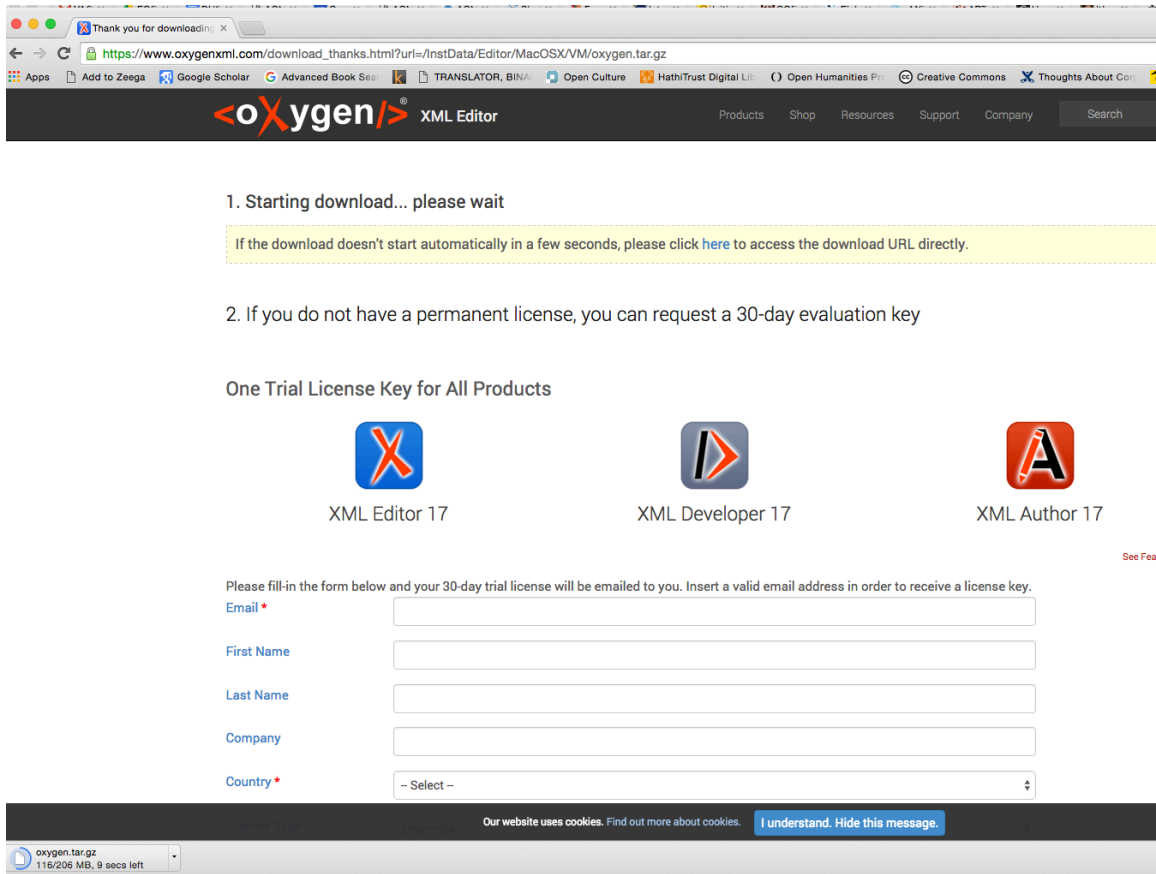 Thank you for downloading
https://www.oxygenxml.com/download_thanks.html?url=/InstData/Editor/MacOSX/VM/oxygen.tar.gz
Apps Add to Zeega Google Scholar Advanced Book Sear TRANSLATOR, BINA Open Culture HathiTrust Digital Lib Open Humanities Pr Creative Commons Thoughts About Cor
<oXygen/>® XML Editor Products Shop Resources Support Company Search
1. Starting download... please wait
If the download doesn't start automatically in a few seconds, please click here to access the download URL directly.
2. If you do not have a permanent license, you can request a 30-day evaluation key
One Trial License Key for All Products
XML Editor 17 XML Developer 17 XML Author 17
See Fea
Please fill-in the form below and your 30-day trial license will be emailed to you. Insert a valid email address in order to receive a license key.
Email *
First Name
Last Name
Company
Country * -- Select --
License Type Enterprise
Our website uses cookies. Find out more about cookies. I understand. Hide this message.
oxygen.tar.gz
116/206 MB, 9 secs left